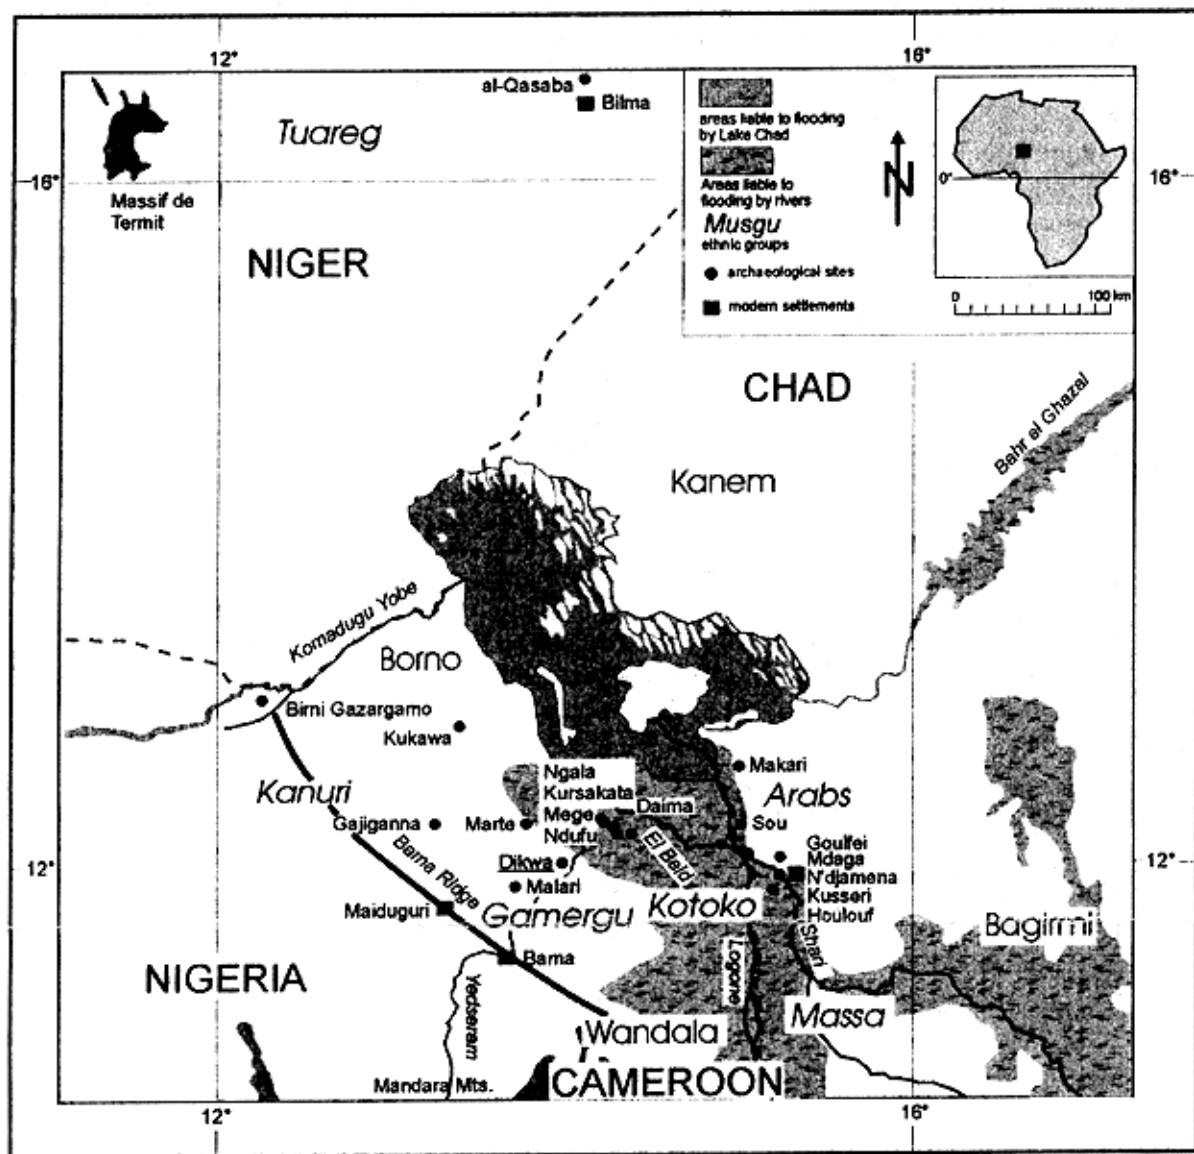 12°
16°
al-Qasaba
Bilma
Tuareg
areas liable to flooding
by Lake Chad
Areas liable to
flooding by rivers
Musgu
ethnic groups
archaeological sites
modern settlements
N
0°
0
100 km
16°
16°
Massif de
Termit
NIGER
CHAD
Kanem
Bahr el Ghazal
Komadugu Yobe
Borno
Birni Gazargamo
Kukawa
Kanuri
Ngala
Kursakata
Mege
Ndufu
Daima
Makari
Arabs
Sou
Gajiganna
Marte
El Beid
Goulfei
Mdaga
N'djamena
Kusseri
Houlouf
12°
12°
Dikwa
Malari
Bama Ridge
Maiduguri
Gamergu
Kotoko
Bagirmi
Shari
Logone
Bama
NIGERIA
Yedseram
Wandala
Massa
Mandara Mts.
CAMEROON
12°
16°